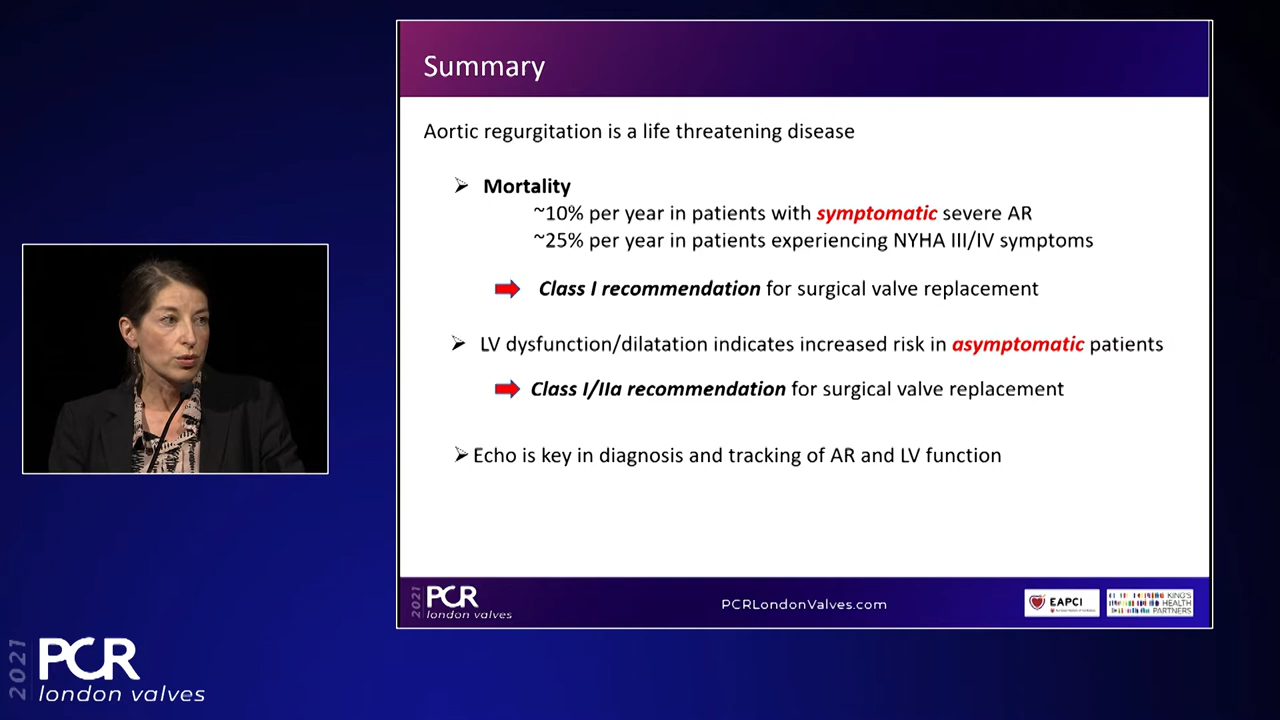 Summary
Aortic regurgitation is a life threatening disease
Mortality
~10% per year in patients with symptomatic severe AR
~25% per year in patients experiencing NYHA III/IV symptoms
Class I recommendation for surgical valve replacement
LV dysfunction/dilatation indicates increased risk in asymptomatic patients
Class I/IIa recommendation for surgical valve replacement
Echo is key in diagnosis and tracking of AR and LV function
2021
PCR
london valves
PCRLondonValves.com
EAPCI
KING'S
HEALTH
PARTNERS
2021
PCR
london valves